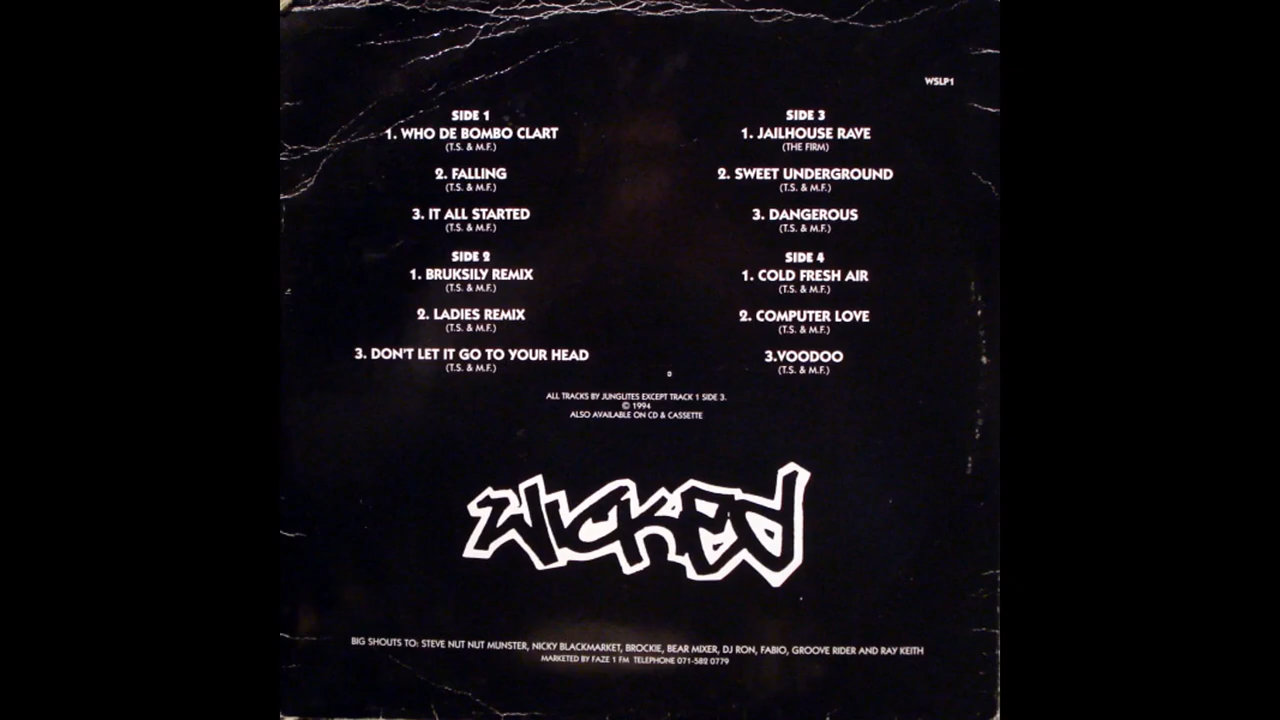 WSLP1
SIDE 1
1. WHO DE BOMBO CLART
(T.S. & M.F.)
2. FALLING
(T.S. & M.F.)
3. IT ALL STARTED
(T.S. & M.F.)
SIDE 2
1. BRUKSILY REMIX
(T.S. & M.F.)
2. LADIES REMIX
(T.S. & M.F.)
3. DON'T LET IT GO TO YOUR HEAD
(T.S. & M.F.)
SIDE 3
1. JAILHOUSE RAVE
(THE FIRM)
2. SWEET UNDERGROUND
(T.S. & M.F.)
3. DANGEROUS
(T.S. & M.F.)
SIDE 4
1. COLD FRESH AIR
(T.S. & M.F.)
2. COMPUTER LOVE
(T.S. & M.F.)
3.VOODOO
(T.S. & M.F.)
ALL TRACKS BY JUNGLITES EXCEPT TRACK 1 SIDE 3.
© 1994
ALSO AVAILABLE ON CD & CASSETTE
WICKED
BIG SHOUTS TO: STEVE NUT NUT MUNSTER, NICKY BLACKMARKET, BROCKIE, BEAR MIXER, DJ RON, FABIO, GROOVE RIDER AND RAY KEITH
MARKETED BY FAZE 1 FM TELEPHONE 071-582 0779